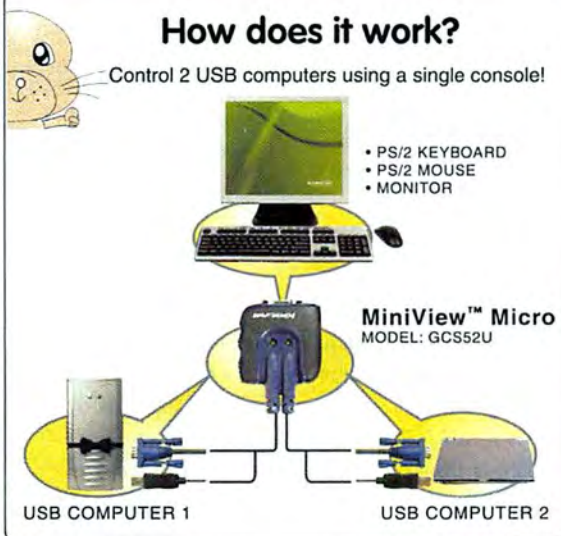 How does it work?
Control 2 USB computers using a single console!
• PS/2 KEYBOARD
• PS/2 MOUSE
• MONITOR
MiniView™ Micro
MODEL: GCS52U
USB COMPUTER 1
USB COMPUTER 2